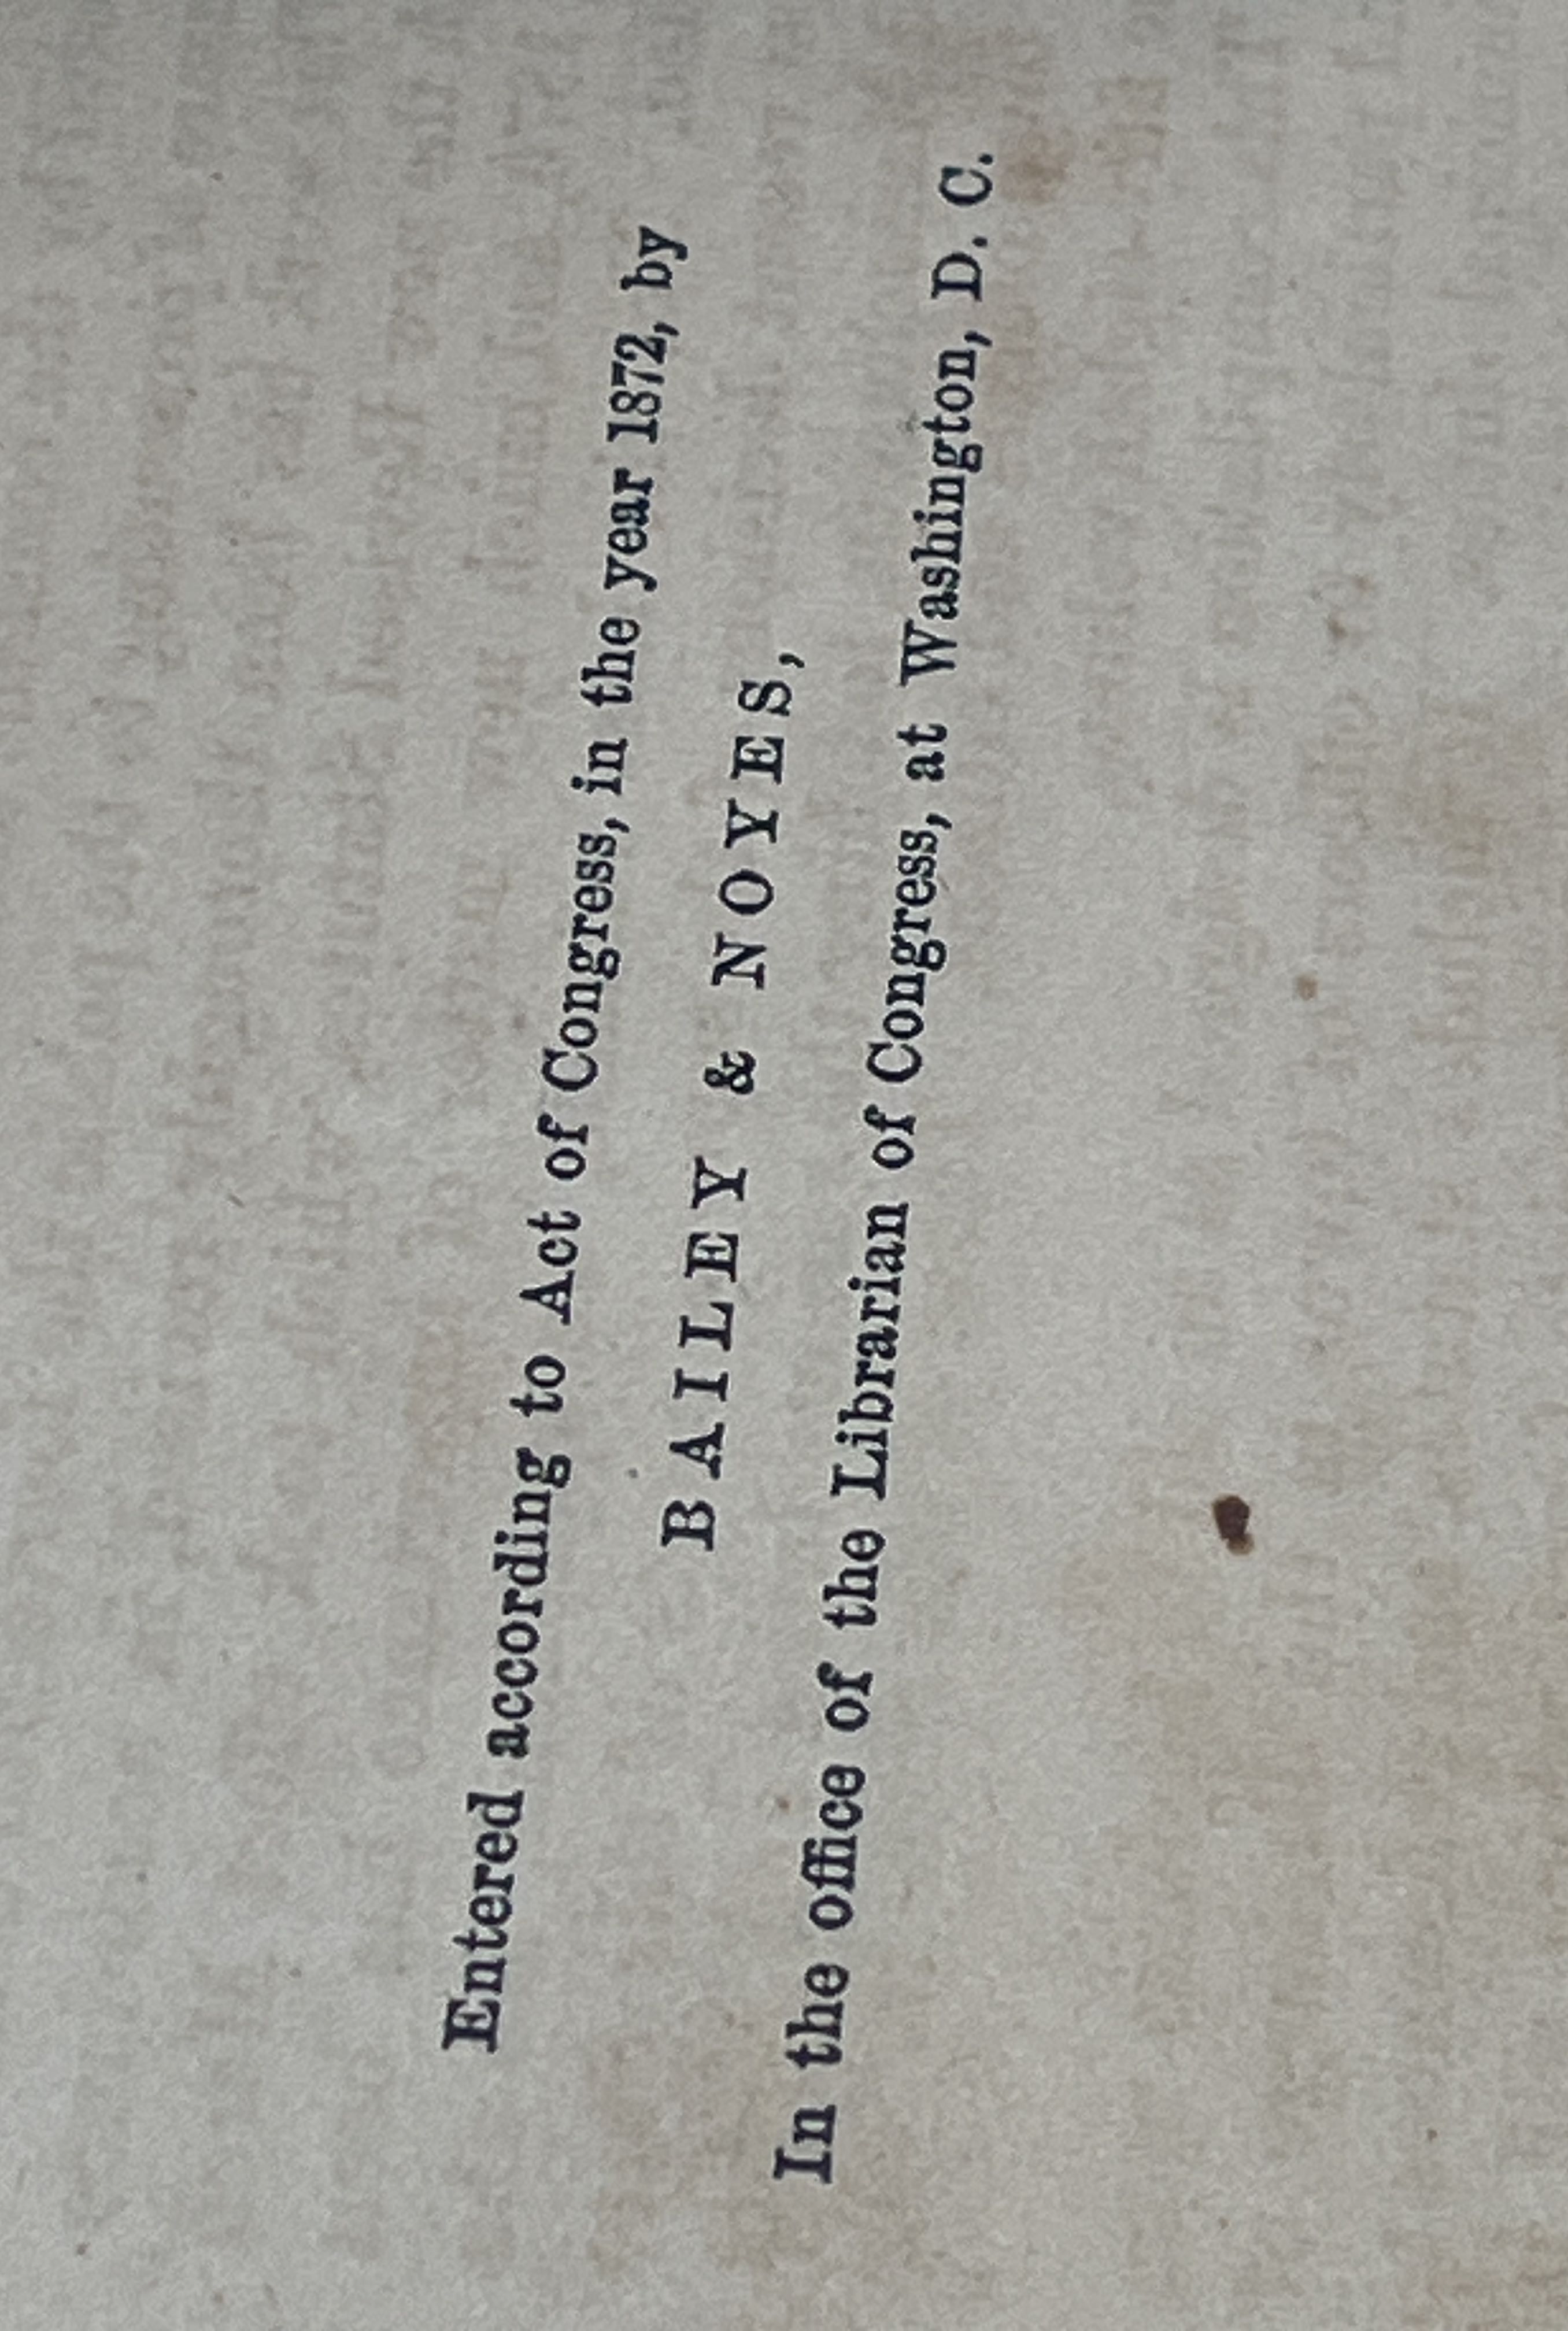 Entered according to Act of Congress, in the year 1872, by
BAILEY & NOYES,
In the office of the Librarian of Congress, at Washington, D. C.